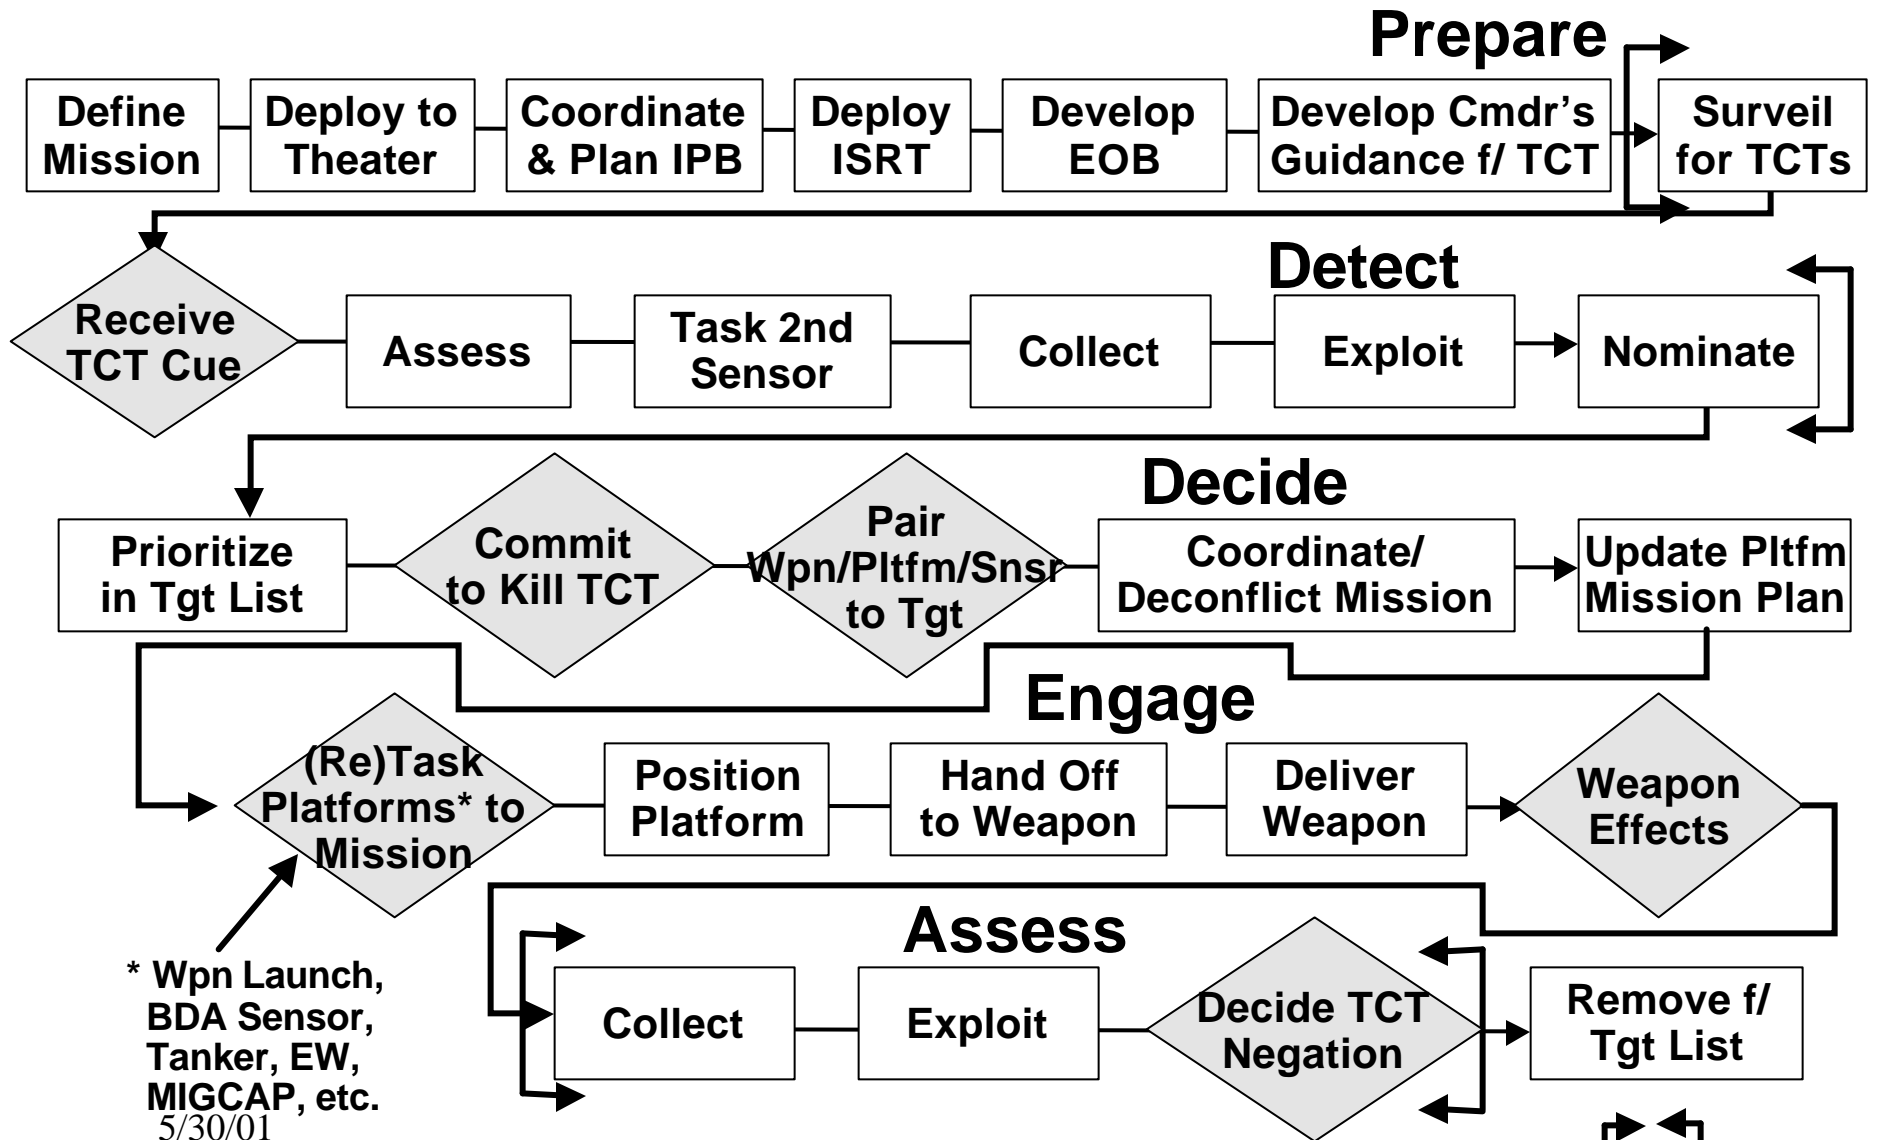 Prepare
Define
Mission
Deploy to
Theater
Coordinate
& Plan IPB
Deploy
ISRT
Develop
EOB
Develop Cmdr's
Guidance f/ TCT
Surveil
for TCTs
Detect
Receive
TCT Cue
Assess
Task 2nd
Sensor
Collect
Exploit
Nominate
Decide
Prioritize
in Tgt List
Commit
to Kill TCT
Pair
Wpn/Pltfm/Snsr
to Tgt
Coordinate/
Deconflict Mission
Update Pltfm
Mission Plan
Engage
(Re)Task
Platforms* to
Mission
Position
Platform
Hand Off
to Weapon
Deliver
Weapon
Weapon
Effects
Assess
Collect
Exploit
Decide TCT
Negation
Remove f/
Tgt List
* Wpn Launch,
BDA Sensor,
Tanker, EW,
MIGCAP, etc.
5/30/01